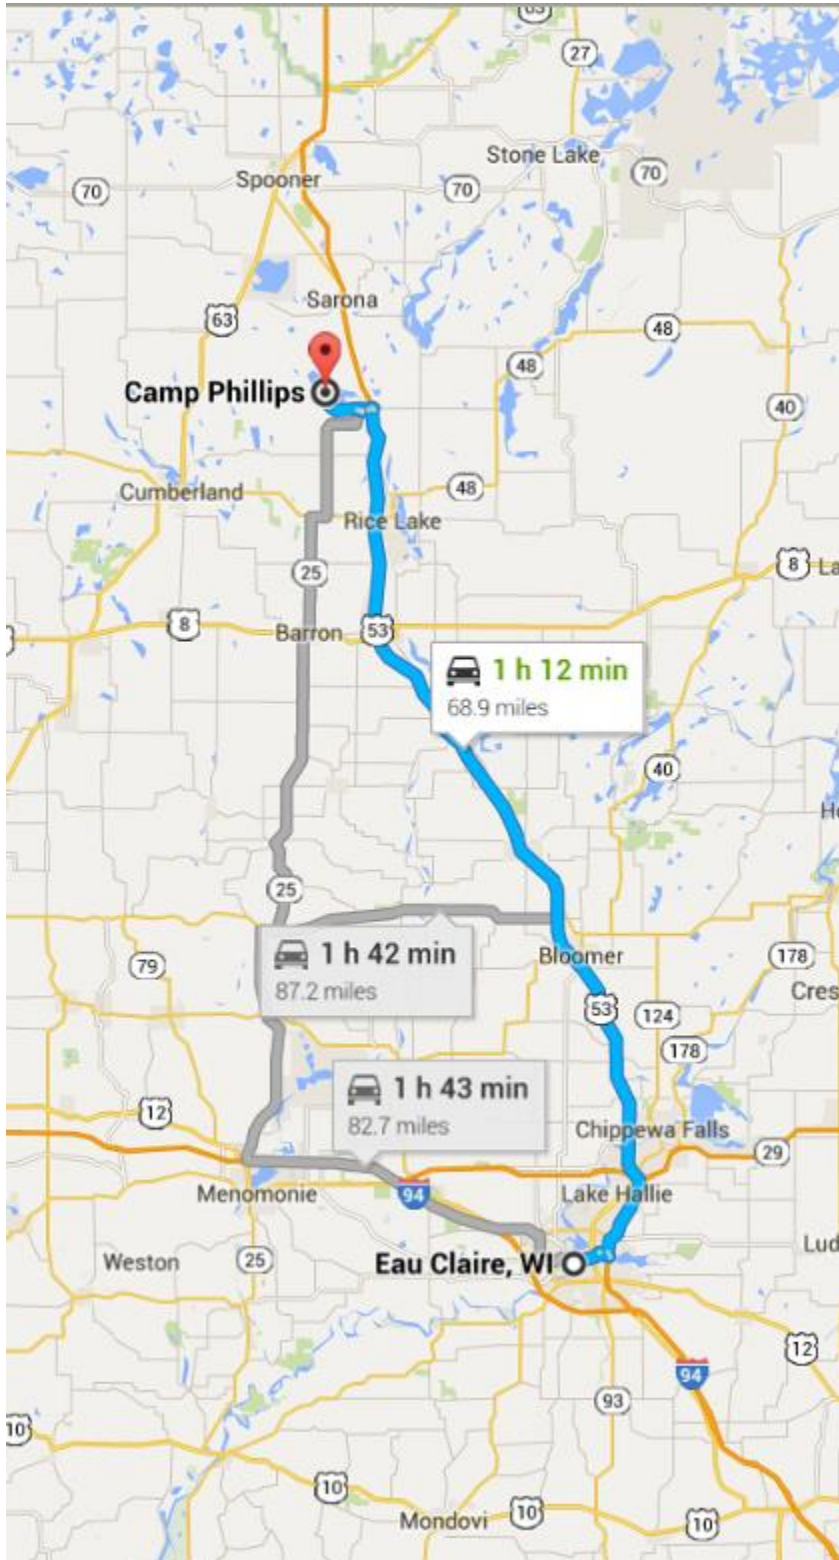 63
27
Stone Lake
Spooner
70
70
70
Sarona
63
48
48
Camp Phillips
40
Cumberland
48
Rice Lake
25
8
La
8
Barron
53
1 h 12 min
68.9 miles
40
He
25
1 h 42 min
87.2 miles
Bloomer
79
178
Cres
53
124
178
1 h 43 min
82.7 miles
12
Chippewa Falls
29
Menomonie
94
Lake Hallie
Weston
25
Eau Claire, WI
Lud
12
94
93
10
10
10
10
Mondovi